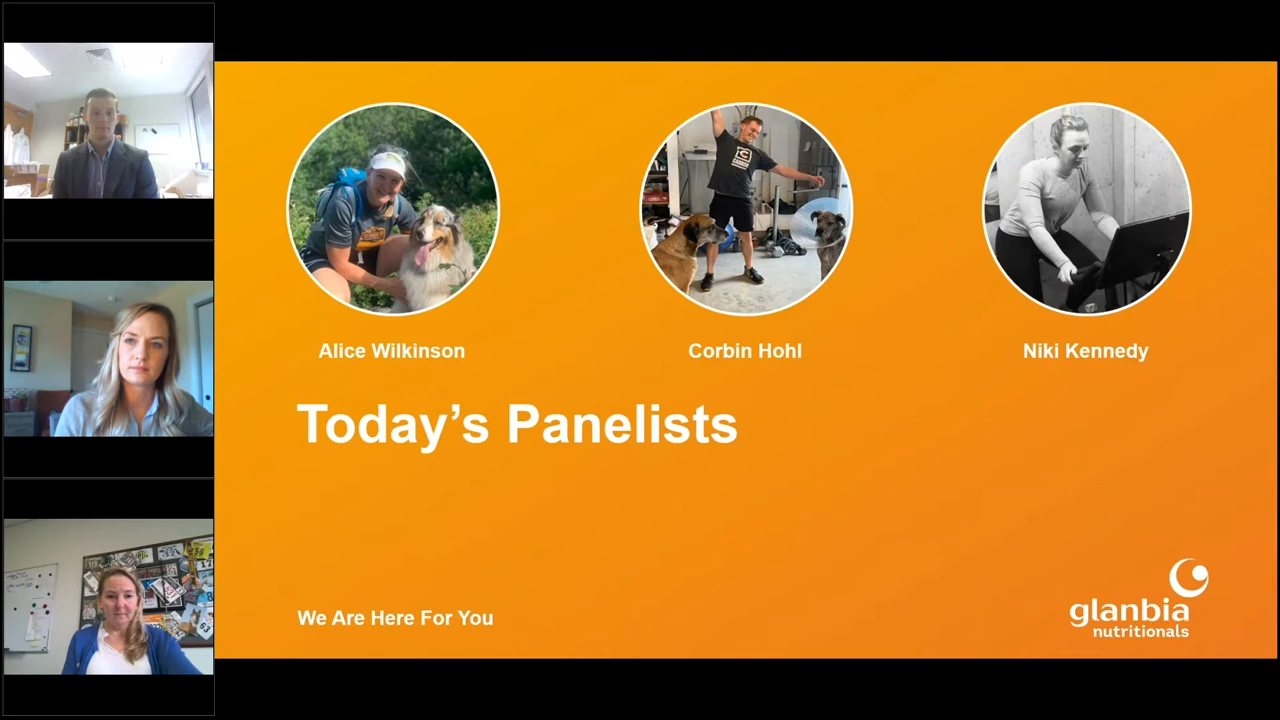 Alice Wilkinson
Corbin Hohl
Niki Kennedy
Today's Panelists
We Are Here For You
glanbia
nutritionals